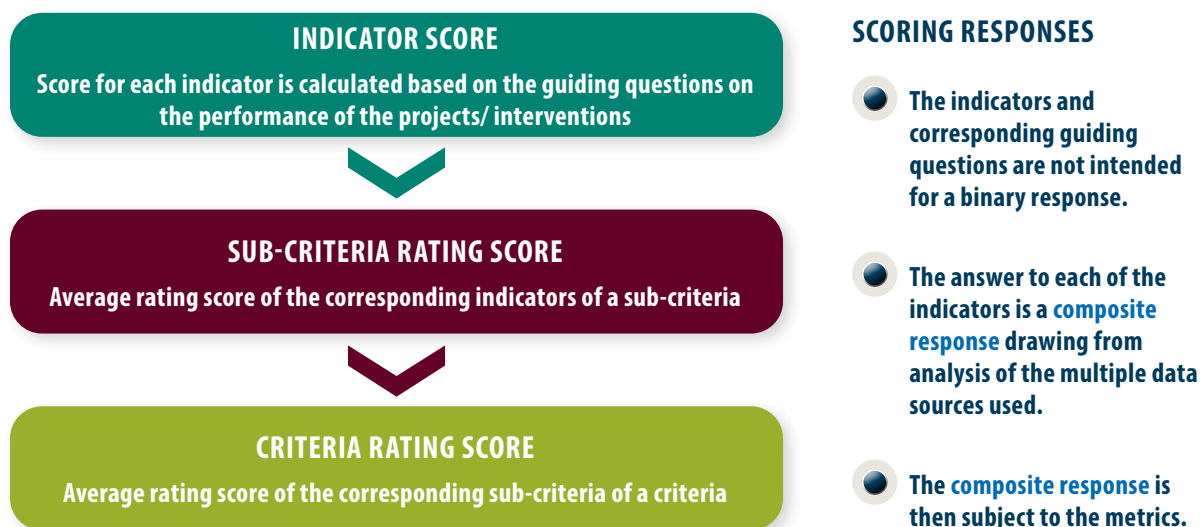 INDICATOR SCORE
Score for each indicator is calculated based on the guiding questions on
the performance of the projects/ interventions
SUB-CRITERIA RATING SCORE
Average rating score of the corresponding indicators of a sub-criteria
CRITERIA RATING SCORE
Average rating score of the corresponding sub-criteria of a criteria
SCORING RESPONSES
The indicators and
corresponding guiding
questions are not intended
for a binary response.
The answer to each of the
indicators is a composite
response drawing from
analysis of the multiple data
sources used.
The composite response is
then subject to the metrics.